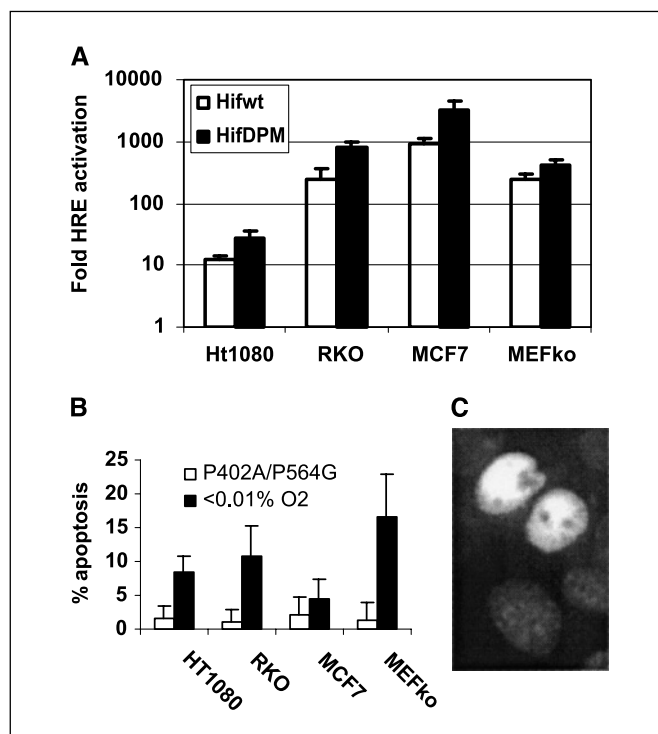 A
10000
1000
100
10
1
Fold HRE activation
Hifwt
HifDPM
Ht1080 RKO MCF7 MEFko
B
25
20
15
10
5
0
% apoptosis
P402A/P564G
<0.01% O2
HT1080 RKO MCF7 MEFko
C